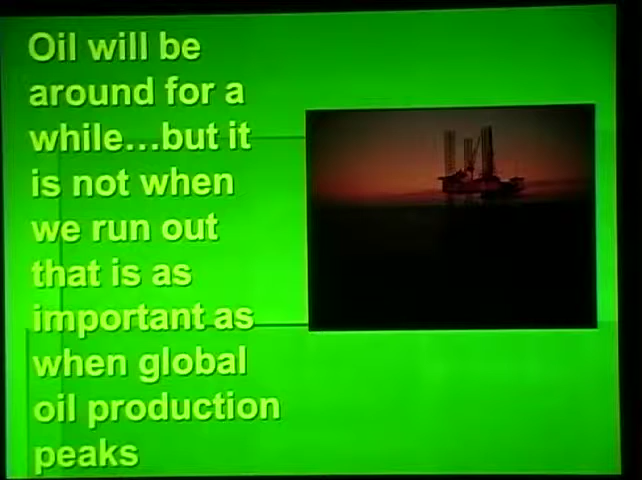 Oil will be
around for a
while...but it
is not when
we run out
that is as
important as
when global
oil production
peaks